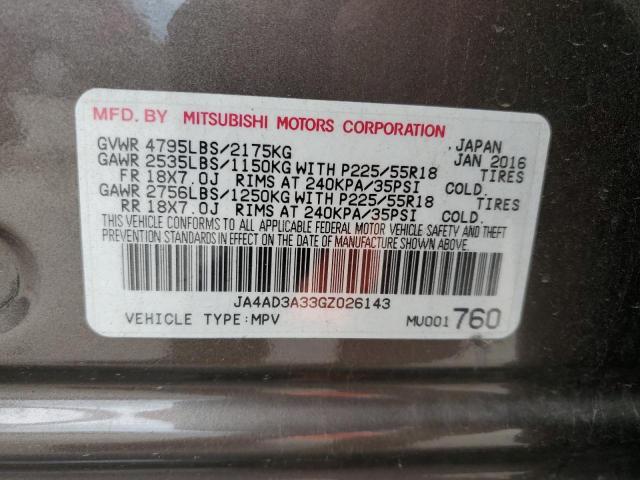 MFD. BY MITSUBISHI MOTORS CORPORATION
GVWR 4795LBS/2175KG , JAPAN
GAWR 2535LBS/1150KG WITH P225/55R18 JAN 2016 TIRES
FR 18X7.0J RIMS AT 240KPA/35PSI COLD.
GAWR 2756LBS/1250KG WITH P225/55R18 TIRES
RR 18X7.0J RIMS AT 240KPA/35PSI COLD.
THIS VEHICLE CONFORMS TO ALL APPLICABLE FEDERAL MOTOR VEHICLE SAFETY AND THEFT
PREVENTION STANDARDS IN EFFECT ON THE DATE OF MANUFACTURE SHOWN ABOVE.
JA4AD3A33GZ026143
VEHICLE TYPE:MPV MU001760